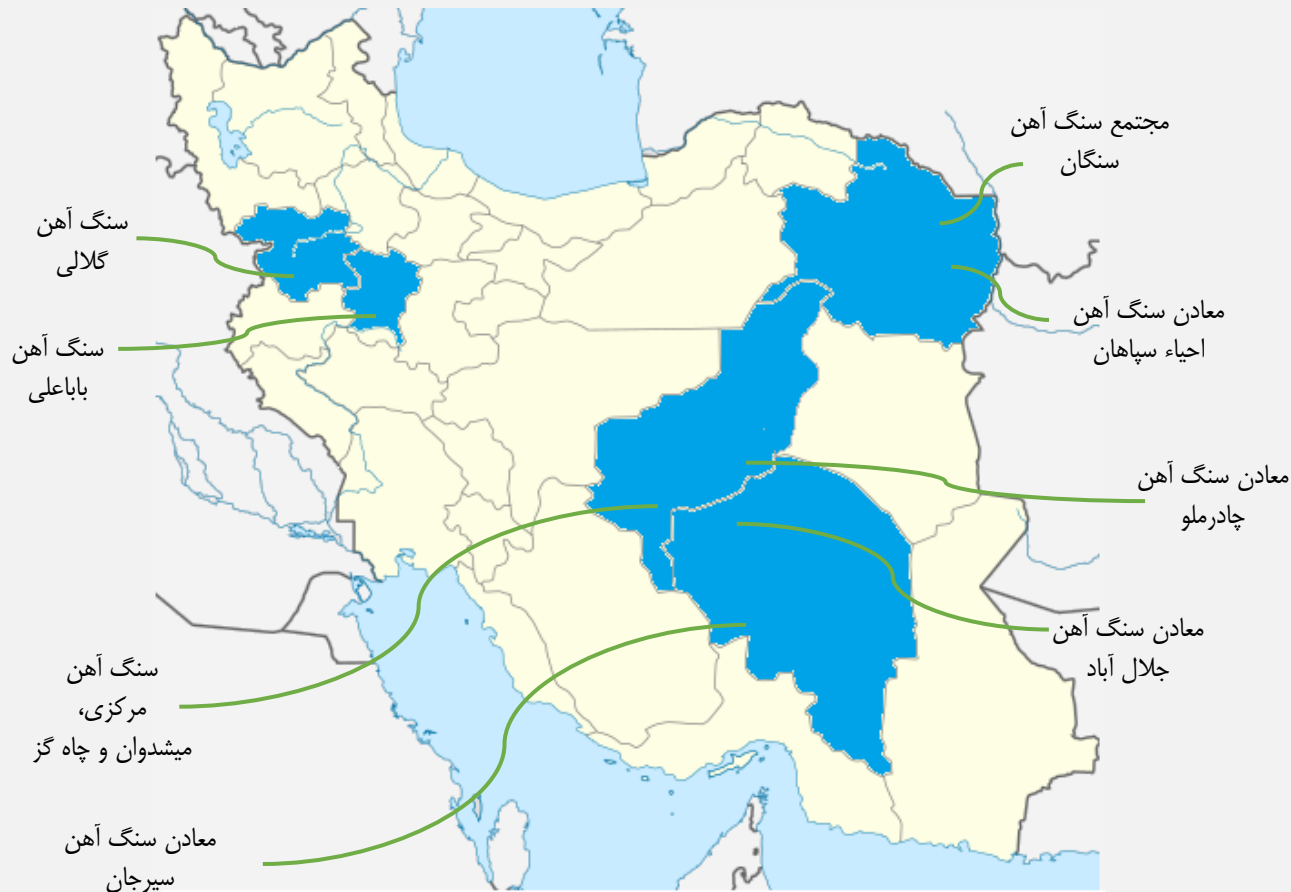 مجتمع سنگ آهن
سنگان
سنگ آهن
گلالی
معادن سنگ آهن
احیاء سپاهان
سنگ آهن
باباعلی
معادن سنگ آهن
چادرملو
معادن سنگ آهن
جلال آباد
سنگ آهن
مرکزی،
میشدوان و چاه گز
معادن سنگ آهن
سیرجان